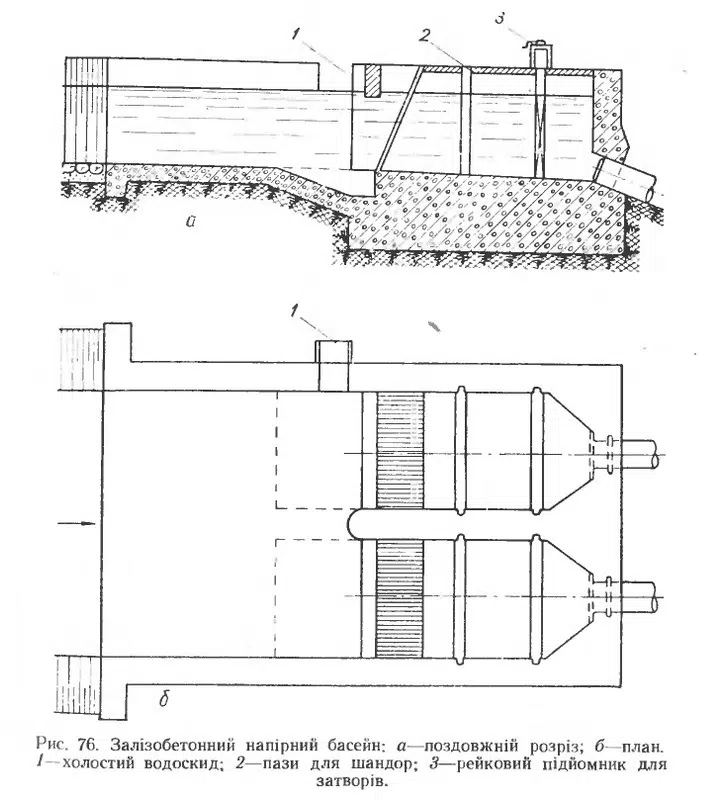 1
2
3
а
1
б
Рис. 76. Залізобетонний напірний басейн: а—поздовжній розріз; б—план.
1—холостий водоскид; 2—пази для шандор; 3—рейковий підйомник для
затворів.